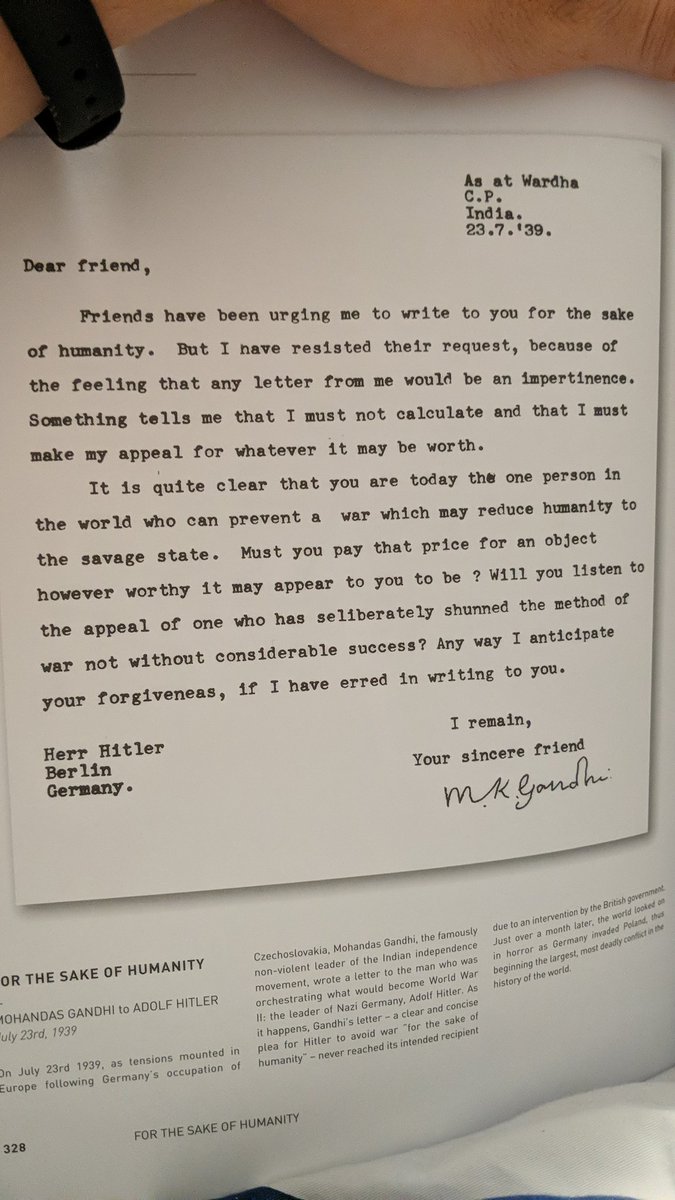 As at Wardha
C.P.
India.
23.7.'39.
Dear friend,
Friends have been urging me to write to you for the sake
of humanity. But I have resisted their request, because of
the feeling that any letter from me would be an impertinence.
Something tells me that I must not calculate and that I must
make my appeal for whatever it may be worth.
It is quite clear that you are today the one person in
the world who can prevent a war which may reduce humanity to
the savage state. Must you pay that price for an object
however worthy it may appear to you to be ? Will you listen to
the appeal of one who has seliberately shunned the method of
war not without considerable success? Any way I anticipate
your forgiveneas, if I have erred in writing to you.
I remain,
Your sincere friend
M.K.Gandhi
Herr Hitler
Berlin
Germany.
OR THE SAKE OF HUMANITY
MOHANDAS GANDHI to ADOLF HITLER
July 23rd, 1939
On July 23rd 1939, as tensions mounted in
Europe following Germany's occupation of
Czechoslovakia, Mohandas Gandhi, the famously
non-violent leader of the Indian independence
movement, wrote a letter to the man who was
orchestrating what would become World War
II: the leader of Nazi Germany, Adolf Hitler. As
it happens, Gandhi's letter – a clear and concise
plea for Hitler to avoid war "for the sake of
humanity" – never reached its intended recipient
due to an intervention by the British government.
Just over a month later, the world looked on
in horror as Germany invaded Poland, thus
beginning the largest, most deadly conflict in the
history of the world.
328
FOR THE SAKE OF HUMANITY